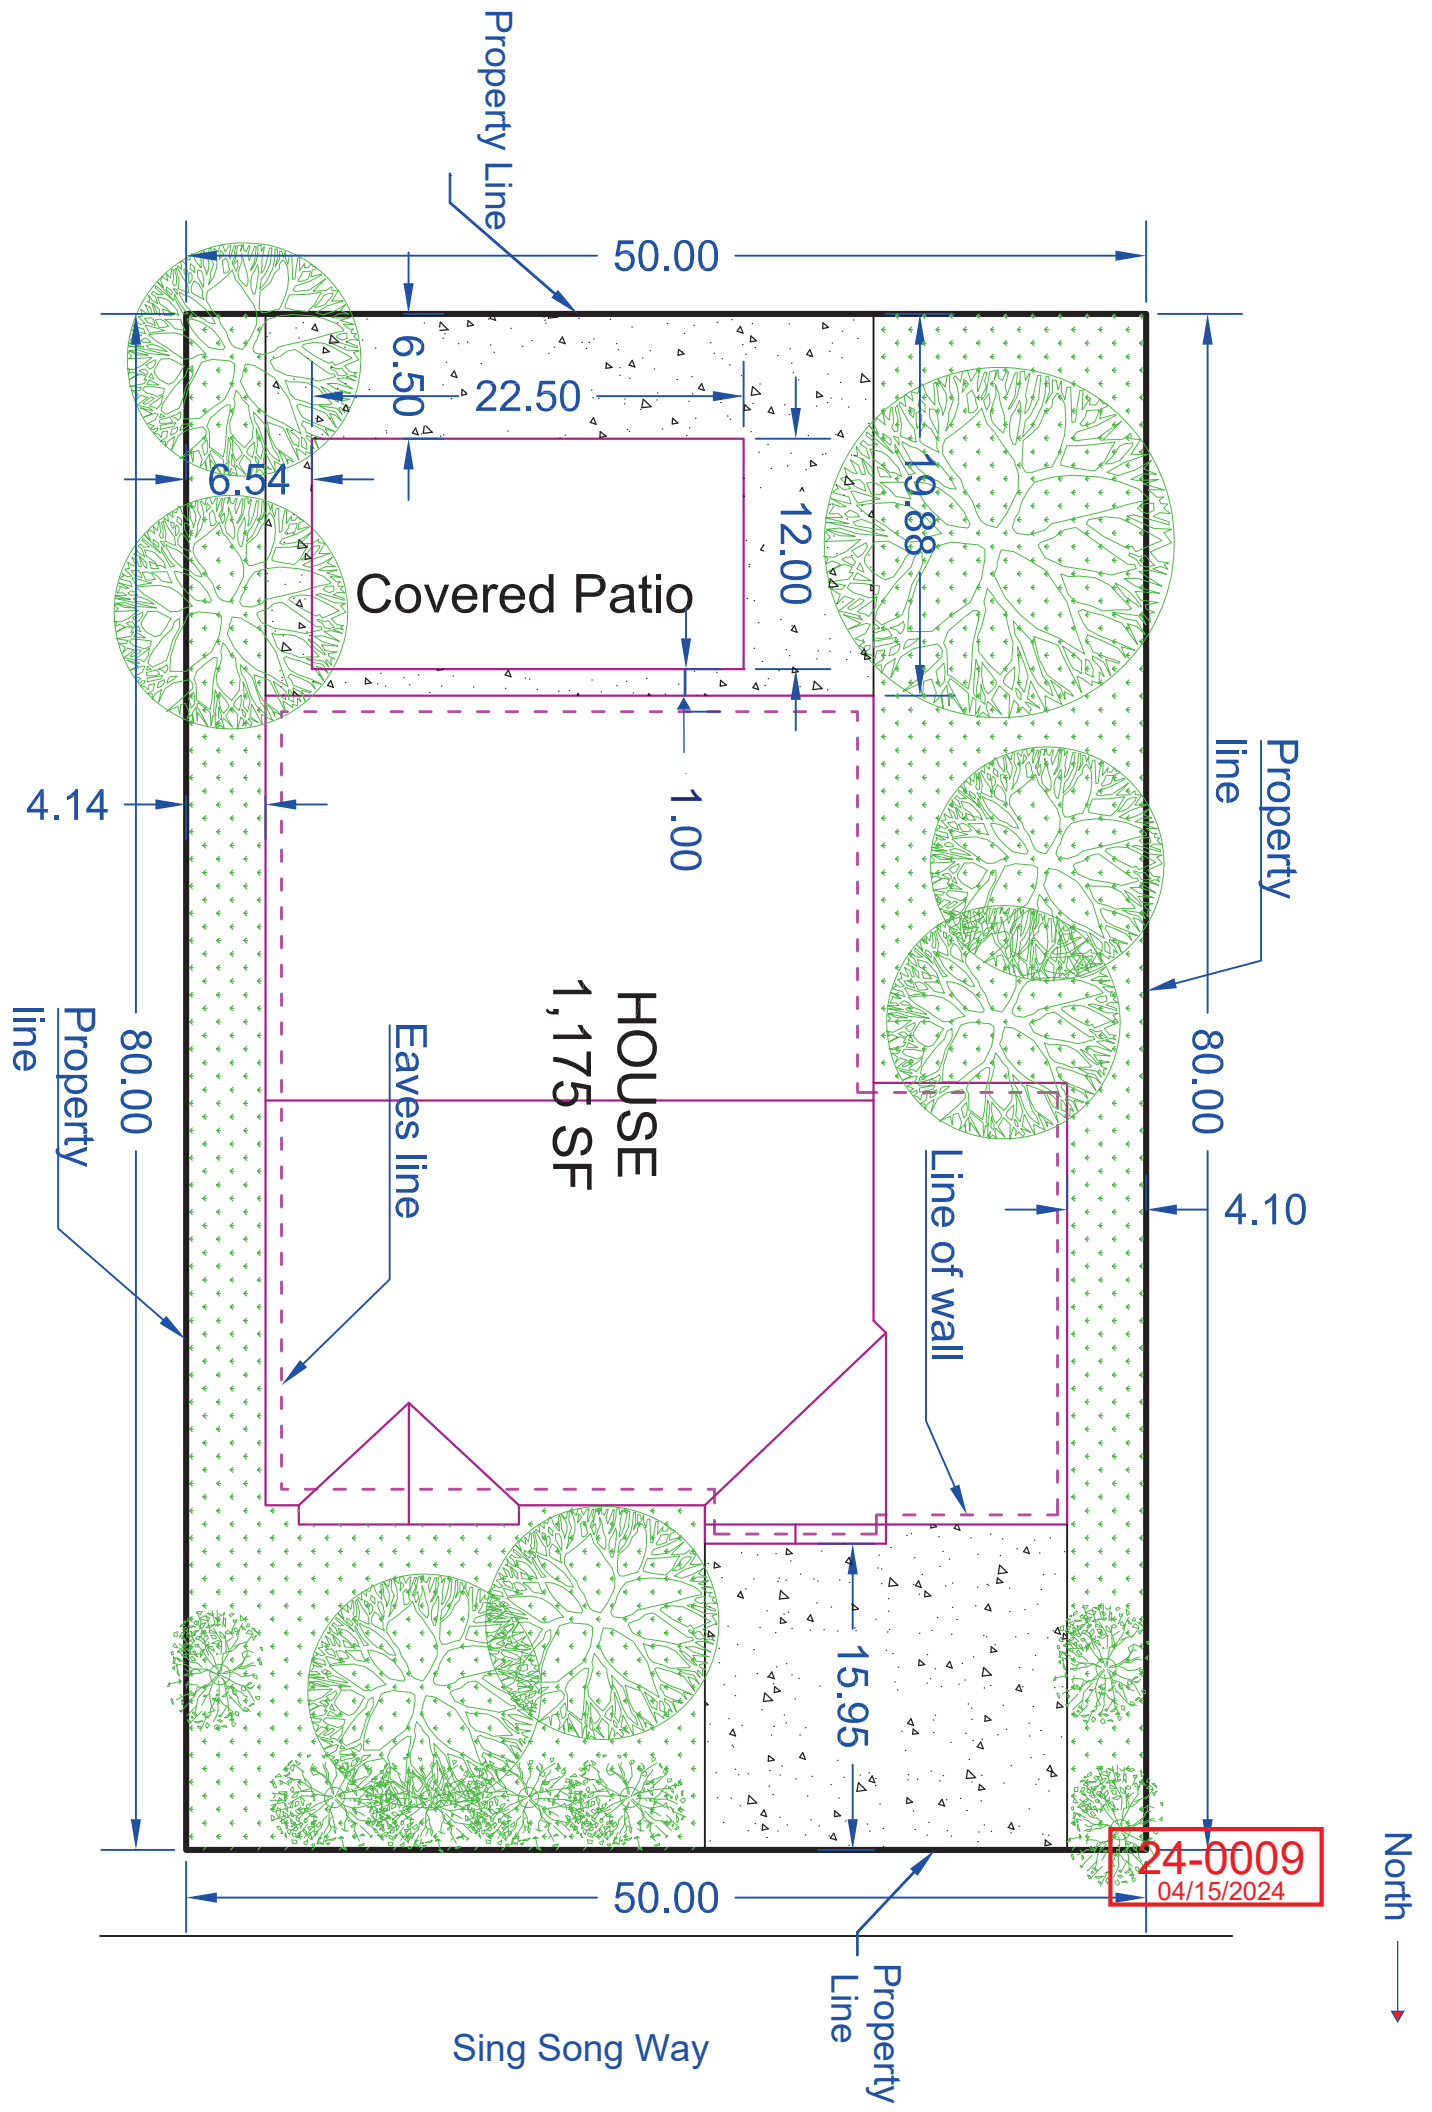 Property Line
50.00
6.50
22.50
6.54
12.00
19.88
Covered Patio
1.00
4.14
Property
line
80.00
Property
line
80.00
HOUSE
1,175 SF
Eaves line
Line of wall
4.10
Property
line
15.95
24-0009
04/15/2024
50.00
North
Property
Line
Sing Song Way